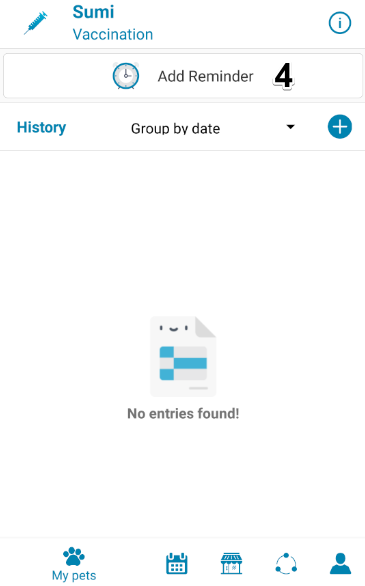 Sumi
Vaccination
i
Add Reminder 4
History Group by date
No entries found!
My pets